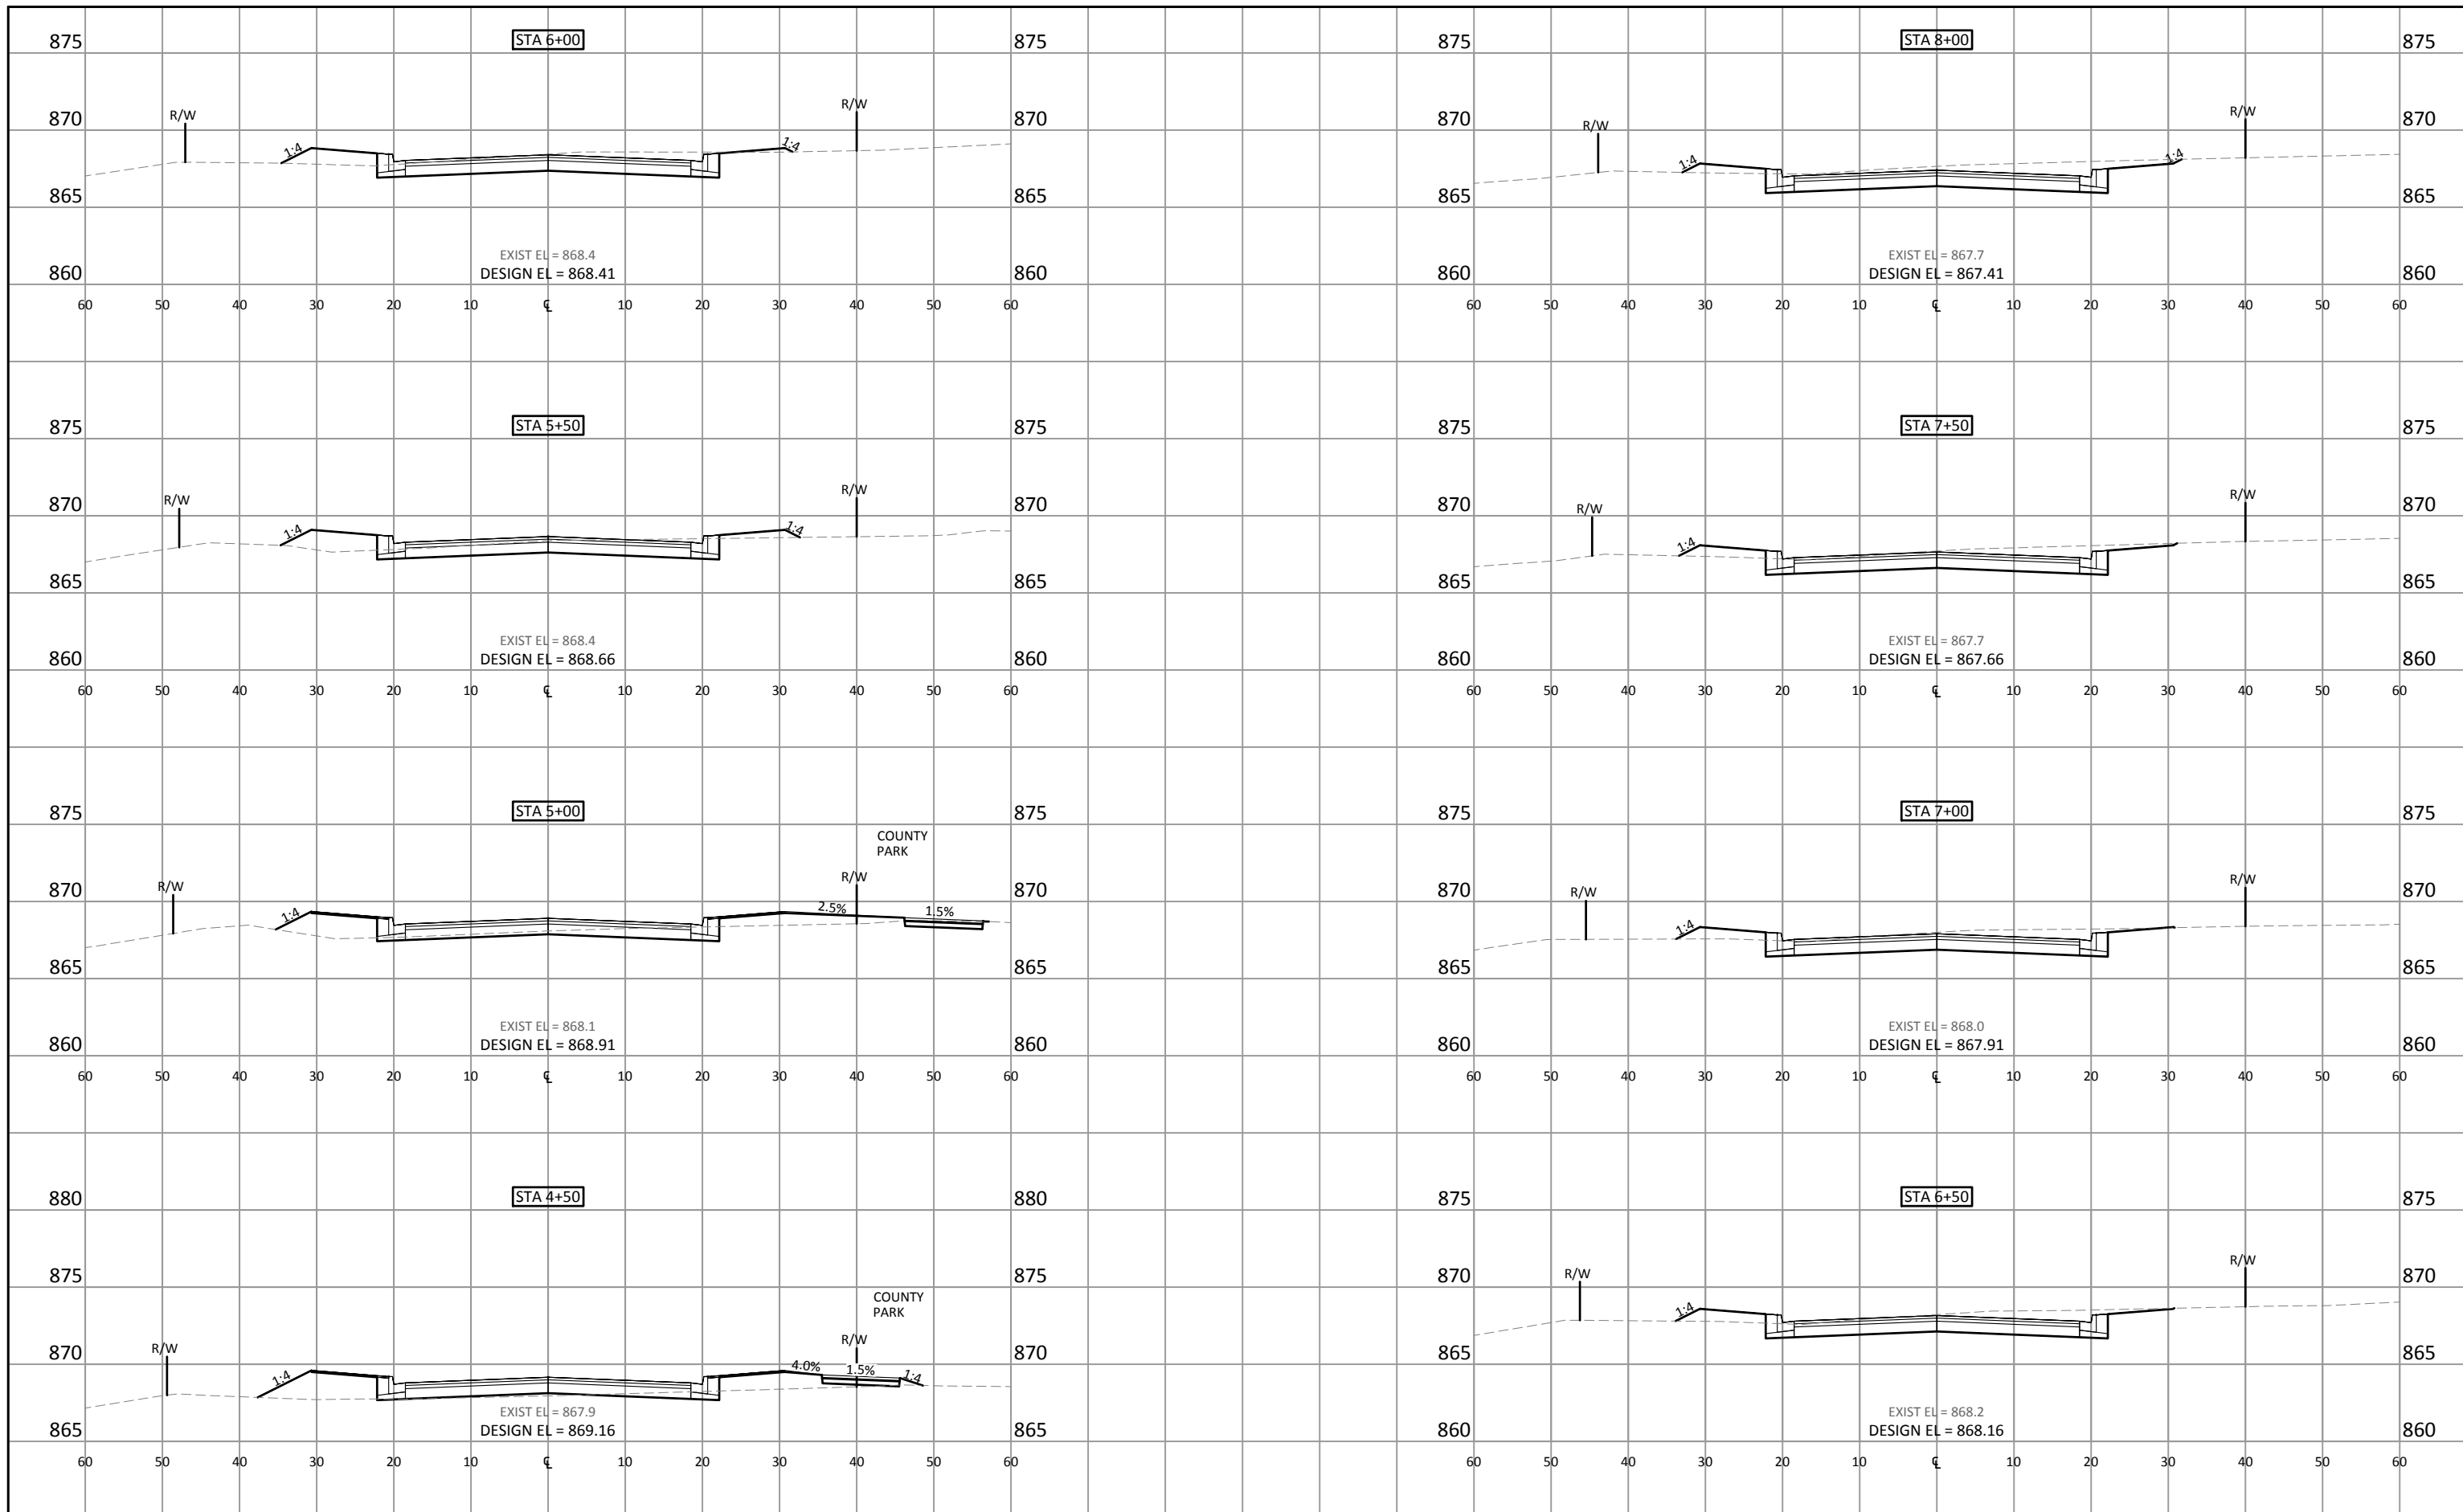 STA 6+00
875 875
R/W R/W
870 870
1:4 1:4
865 865
EXIST EL = 868.4
860 DESIGN EL = 868.41 860
60 50 40 30 20 10 ℄ 10 20 30 40 50 60
STA 5+50
875 875
R/W R/W
870 870
1:4 1:4
865 865
EXIST EL = 868.4
860 DESIGN EL = 868.66 860
60 50 40 30 20 10 ℄ 10 20 30 40 50 60
STA 5+00
875 875
COUNTY
PARK
R/W R/W
870 870
1:4 2.5% 1.5%
865 865
EXIST EL = 868.1
860 DESIGN EL = 868.91 860
60 50 40 30 20 10 ℄ 10 20 30 40 50 60
STA 4+50
880 880
875 875
COUNTY
PARK
R/W R/W
870 870
1:4 4.0% 1.5% 1:4
EXIST EL = 867.9
865 DESIGN EL = 869.16 865
60 50 40 30 20 10 ℄ 10 20 30 40 50 60
STA 8+00
875 875
R/W R/W
870 870
1:4 1:4
865 865
EXIST EL = 867.7
860 DESIGN EL = 867.41 860
60 50 40 30 20 10 ℄ 10 20 30 40 50 60
STA 7+50
875 875
R/W R/W
870 870
1:4
865 865
EXIST EL = 867.7
860 DESIGN EL = 867.66 860
60 50 40 30 20 10 ℄ 10 20 30 40 50 60
STA 7+00
875 875
R/W R/W
870 870
1:4
865 865
EXIST EL = 868.0
860 DESIGN EL = 867.91 860
60 50 40 30 20 10 ℄ 10 20 30 40 50 60
STA 6+50
875 875
R/W R/W
870 870
1:4
865 865
EXIST EL = 868.2
860 DESIGN EL = 868.16 860
60 50 40 30 20 10 ℄ 10 20 30 40 50 60